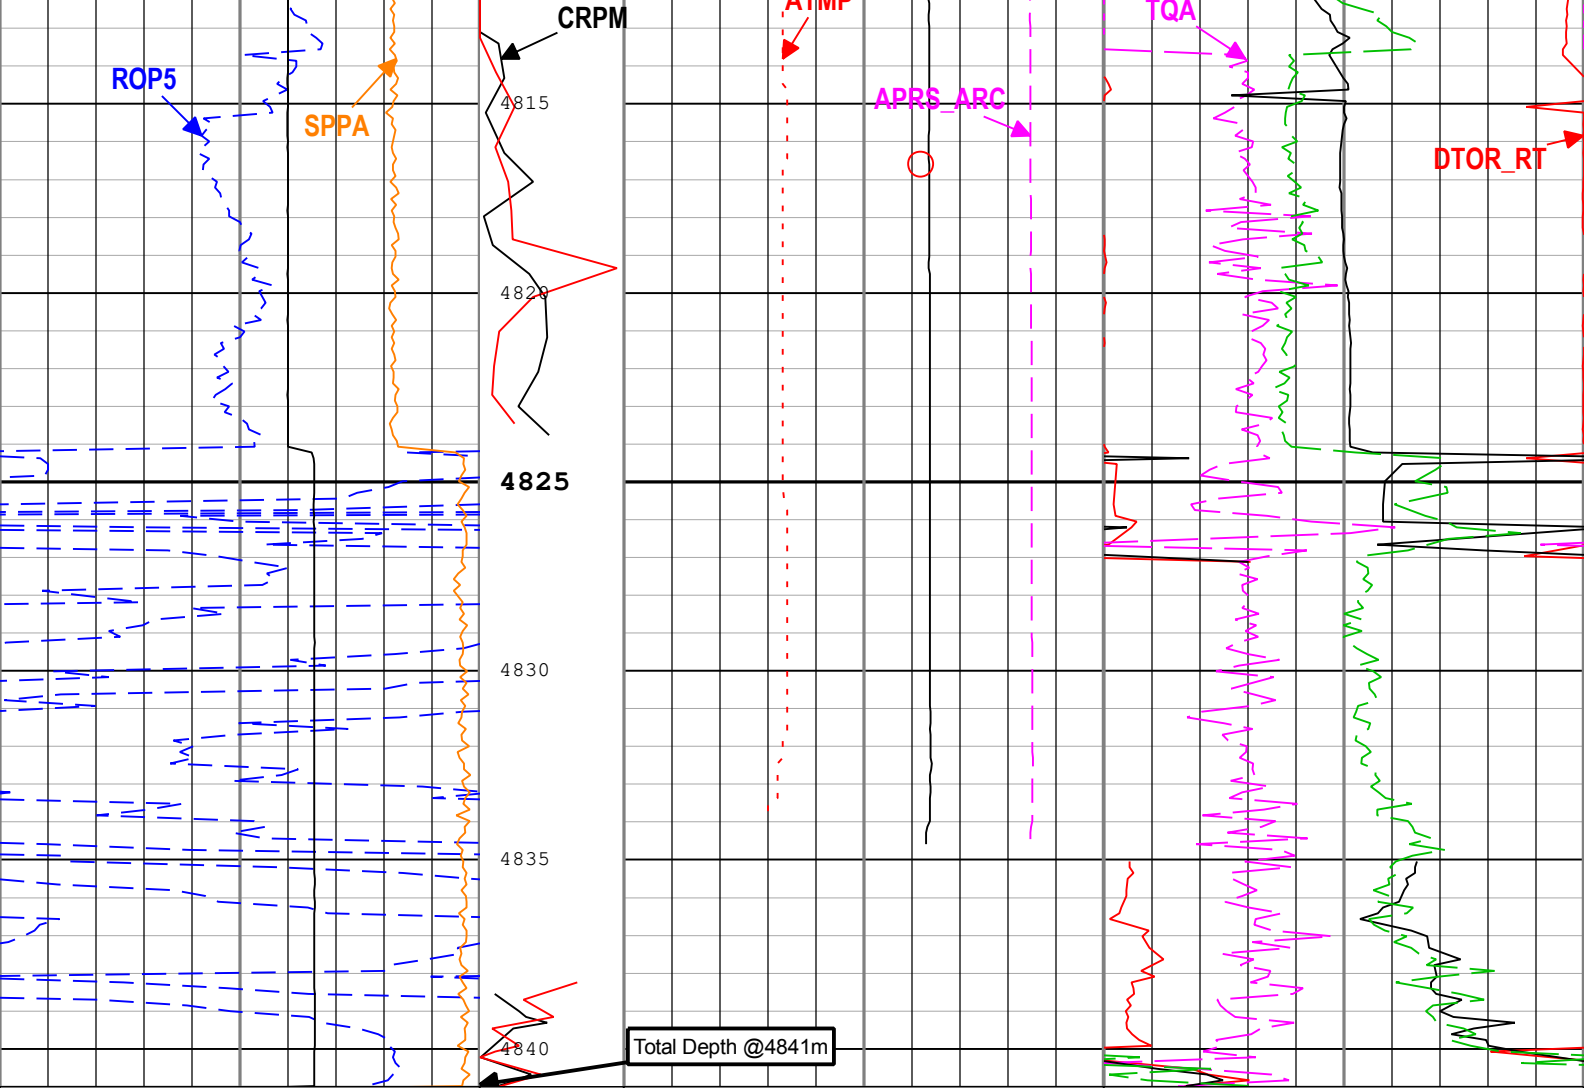 CRPM
ATMP
TQA
ROP5
SPPA
4815
APRS_ARC
DTOR_RT
4820
4825
4830
4835
4840
Total Depth @4841m